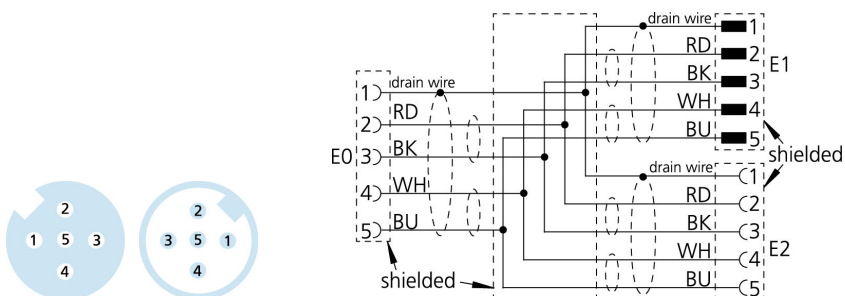 2
1 5 3
4
2
3 5 1
4
E0
1 drain wire
2 RD
3 BK
4 WH
5 BU
shielded
drain wire 1
RD 2
BK 3
WH 4
BU 5
E1
shielded
drain wire 1
RD 2
BK 3
WH 4
BU 5
E2